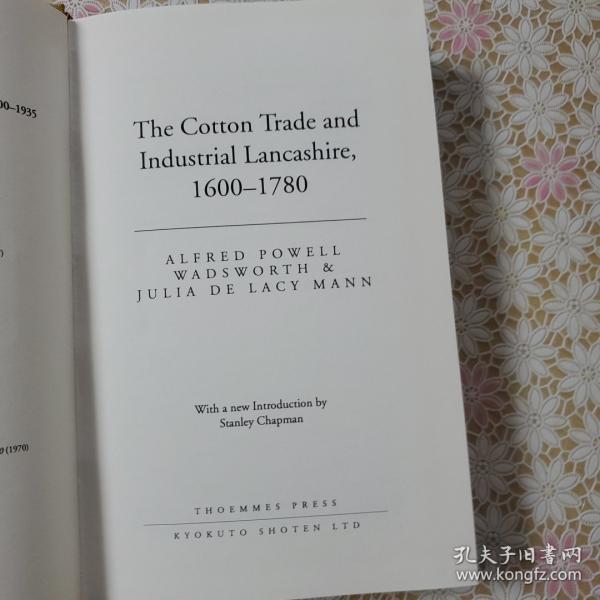 00–1935
)
(1970)
The Cotton Trade and
Industrial Lancashire,
1600–1780
ALFRED POWELL
WADSWORTH &
JULIA DE LACY MANN
With a new Introduction by
Stanley Chapman
THOEMMES PRESS
KYOKUTO SHOTEN LTD
孔夫子旧书网
www.kongfz.com